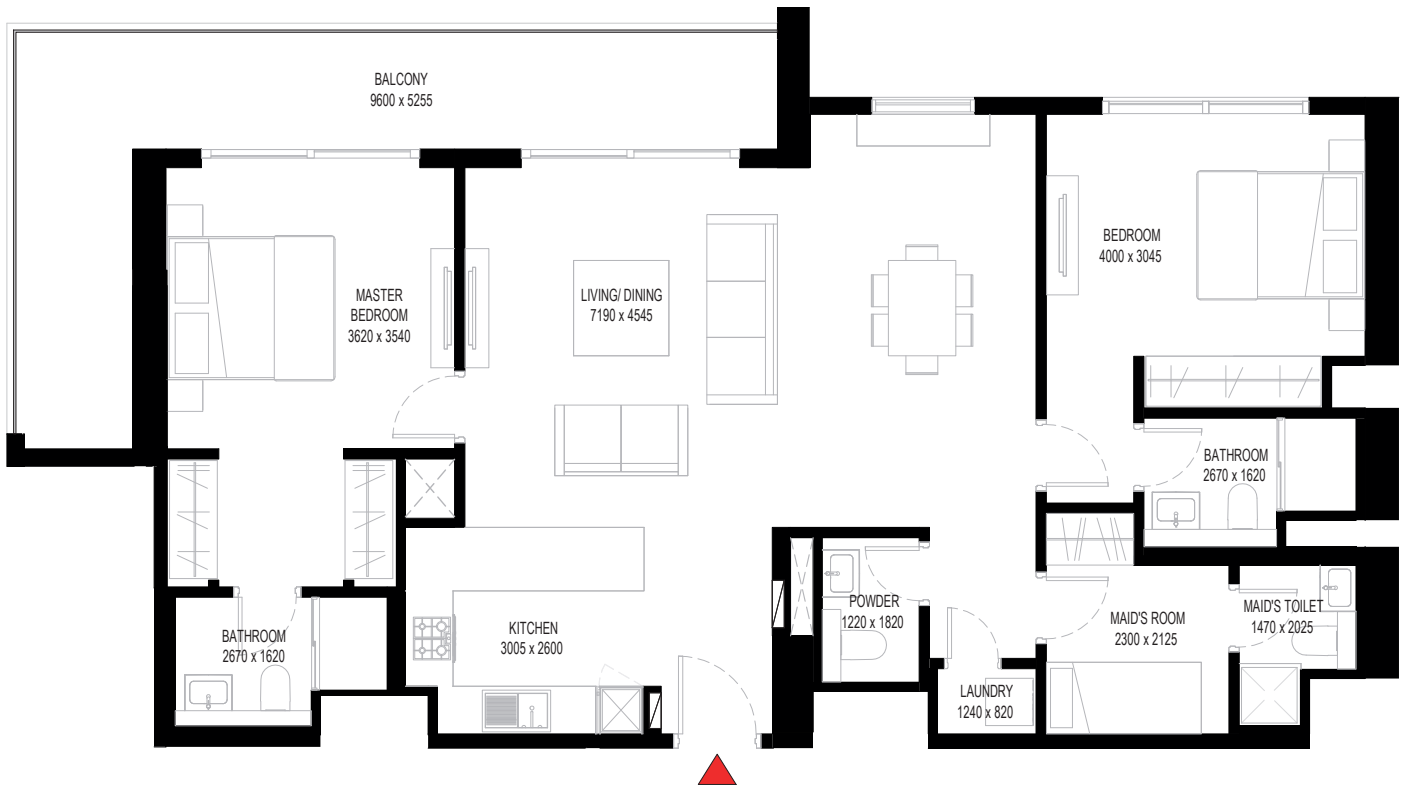 BALCONY
9600 x 5255
MASTER
BEDROOM
3620 x 3540
LIVING/ DINING
7190 x 4545
BEDROOM
4000 x 3045
BATHROOM
2670 x 1620
BATHROOM
2670 x 1620
KITCHEN
3005 x 2600
POWDER
1220 x 1820
LAUNDRY
1240 x 820
MAID'S ROOM
2300 x 2125
MAID'S TOILET
1470 x 2025